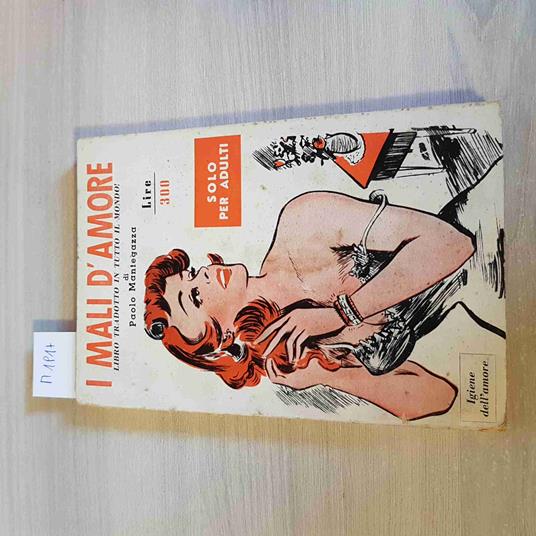 I MALI D'AMORE
LIBRO TRADOTTO IN TUTTO IL MONDO!
di
Paolo Mantegazza
Lire
300
SOLO
PER ADULTI
Igiene
dell'amore